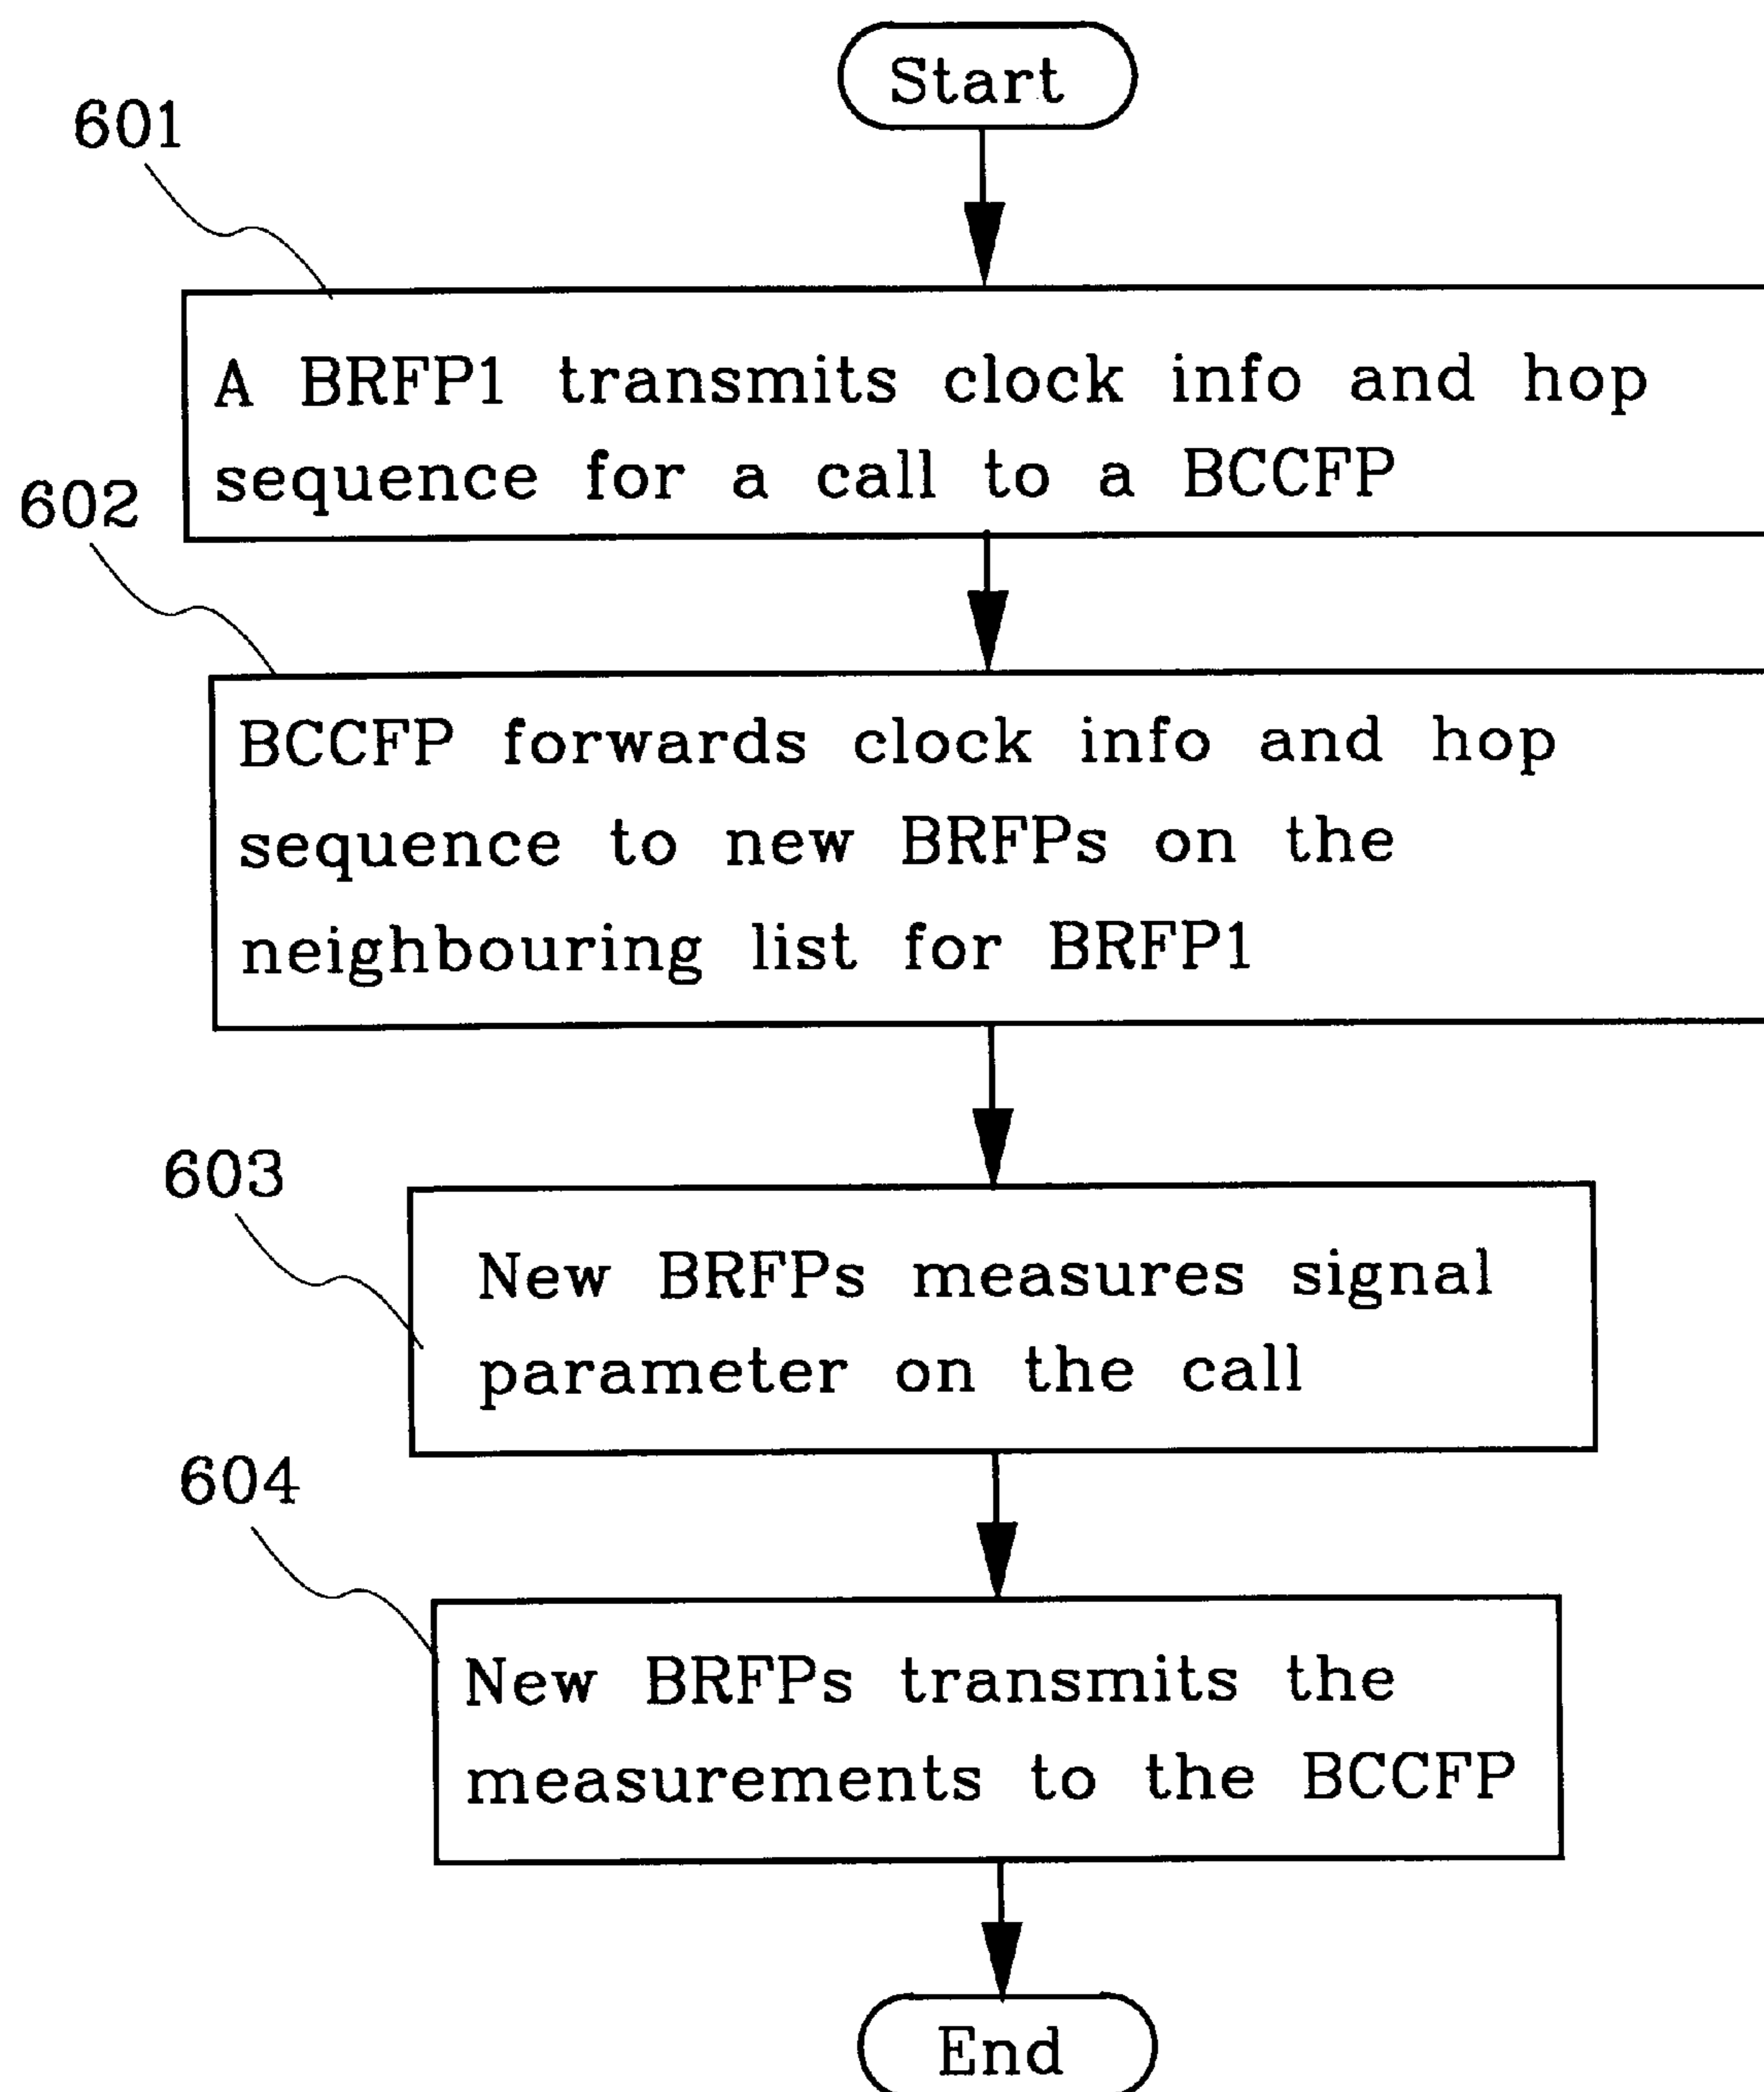 Start
601
A BRFP1 transmits clock info and hop
sequence for a call to a BCCFP
602
BCCFP forwards clock info and hop
sequence to new BRFPs on the
neighbouring list for BRFP1
603
New BRFPs measures signal
parameter on the call
604
New BRFPs transmits the
measurements to the BCCFP
End